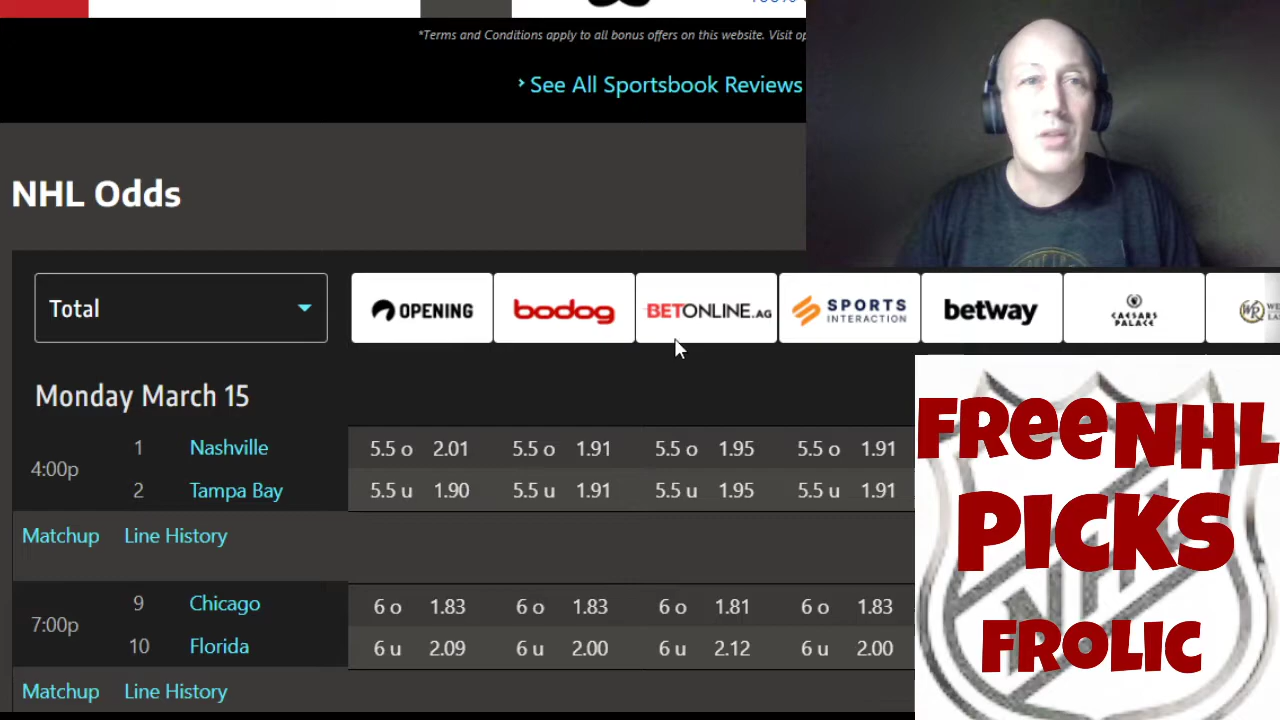 *Terms and Conditions apply to all bonus offers on this website. Visit
› See All Sportsbook Reviews
NHL Odds
Total
OPENING
bodog
BETONLINE.AG
SPORTS
INTERACTION
betway
CAESARS
PALACE
Monday March 15
4:00p
1 Nashville 5.5 o 2.01 5.5 o 1.91 5.5 o 1.95 5.5 o 1.91
2 Tampa Bay 5.5 u 1.90 5.5 u 1.91 5.5 u 1.95 5.5 u 1.91
Matchup Line History
7:00p
9 Chicago 6 o 1.83 6 o 1.83 6 o 1.81 6 o 1.83
10 Florida 6 u 2.09 6 u 2.00 6 u 2.12 6 u 2.00
Matchup Line History
FREE NHL
PICKS
FROLIC
NHL